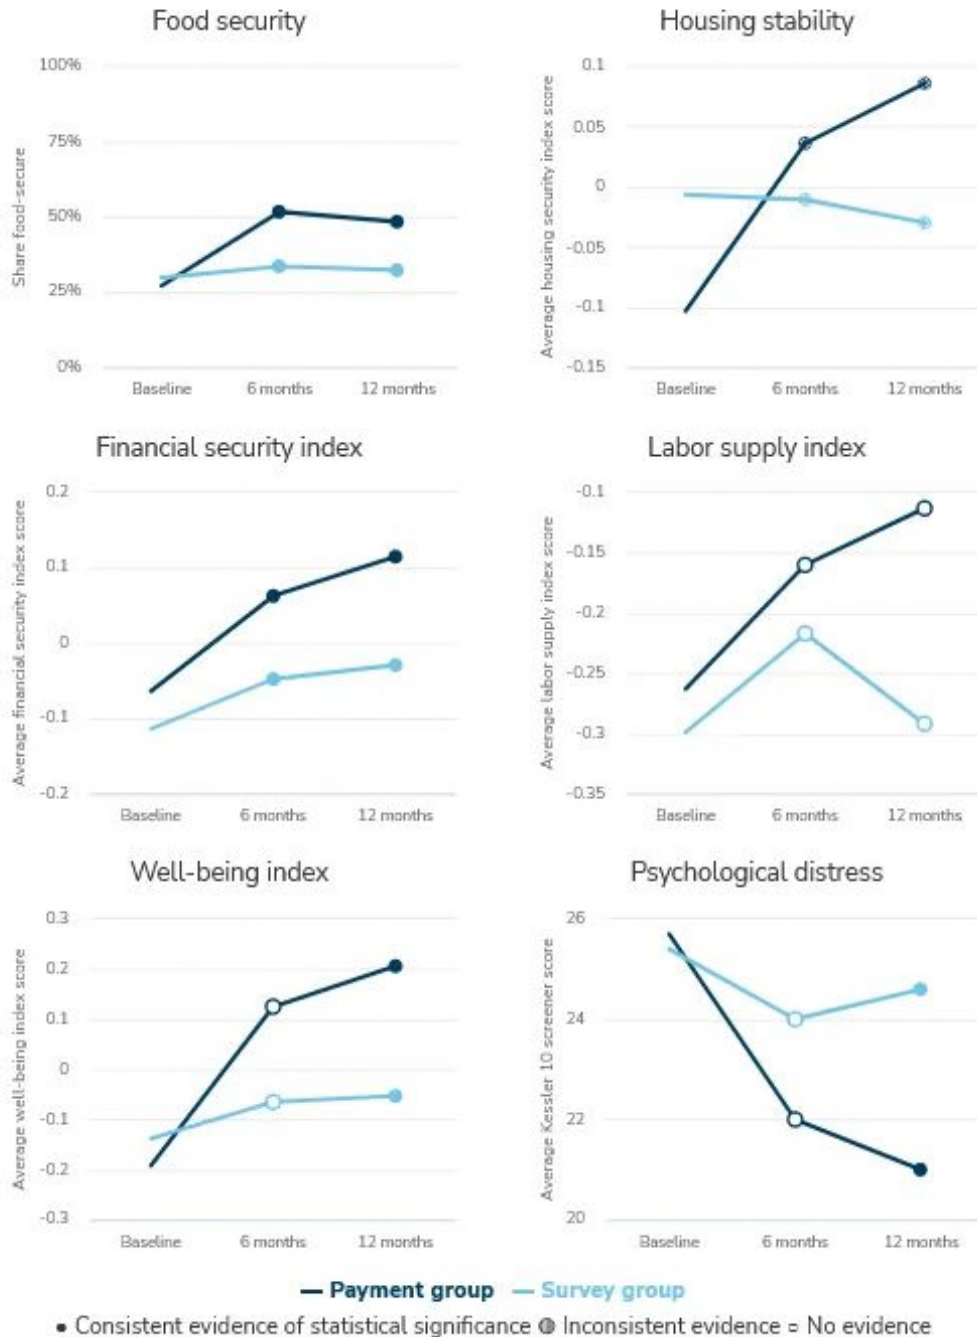 Food security
Share food-secure
100%
75%
50%
25%
0%
Baseline 6 months 12 months
Housing stability
Average housing security index score
0.1
0.05
0
-0.05
-0.1
-0.15
Baseline 6 months 12 months
Financial security index
Average financial security index score
0.2
0.1
0
-0.1
-0.2
Baseline 6 months 12 months
Labor supply index
Average labor supply index score
-0.1
-0.15
-0.2
-0.25
-0.3
-0.35
Baseline 6 months 12 months
Well-being index
Average well-being index score
0.3
0.2
0.1
0
-0.1
-0.2
-0.3
Baseline 6 months 12 months
Psychological distress
Average Kessler 10 screener score
26
24
22
20
Baseline 6 months 12 months
Payment group Survey group
Consistent evidence of statistical significance Inconsistent evidence No evidence